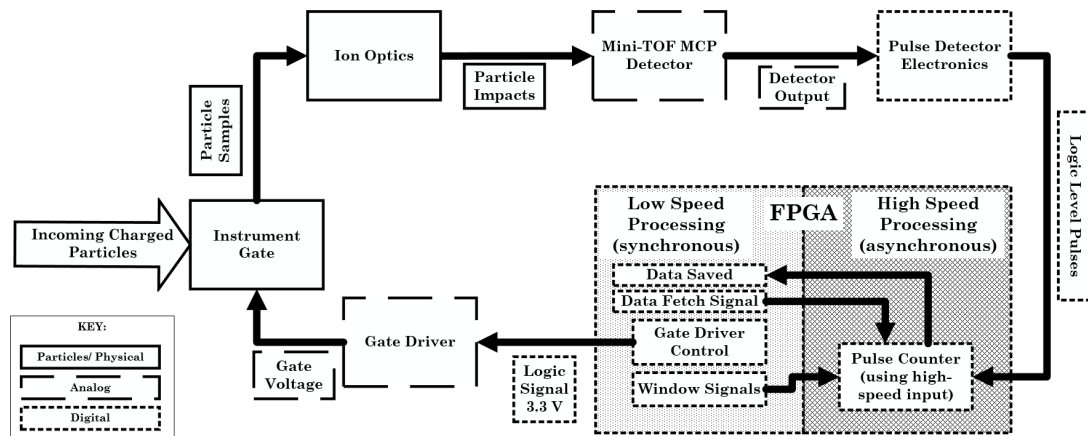 Ion Optics
Particle
Impacts
Mini-TOF MCP
Detector
Detector
Output
Pulse Detector
Electronics
Particle
Samples
Logic Level Pulses
Incoming Charged
Particles
Instrument
Gate
Low Speed
Processing
(synchronous)
FPGA
High Speed
Processing
(asynchronous)
Data Saved
Data Fetch Signal
Gate Driver
Control
Window Signals
Pulse Counter
(using high-
speed input)
Logic
Signal
3.3 V
Gate Driver
Gate
Voltage
KEY:
Particles/ Physical
Analog
Digital